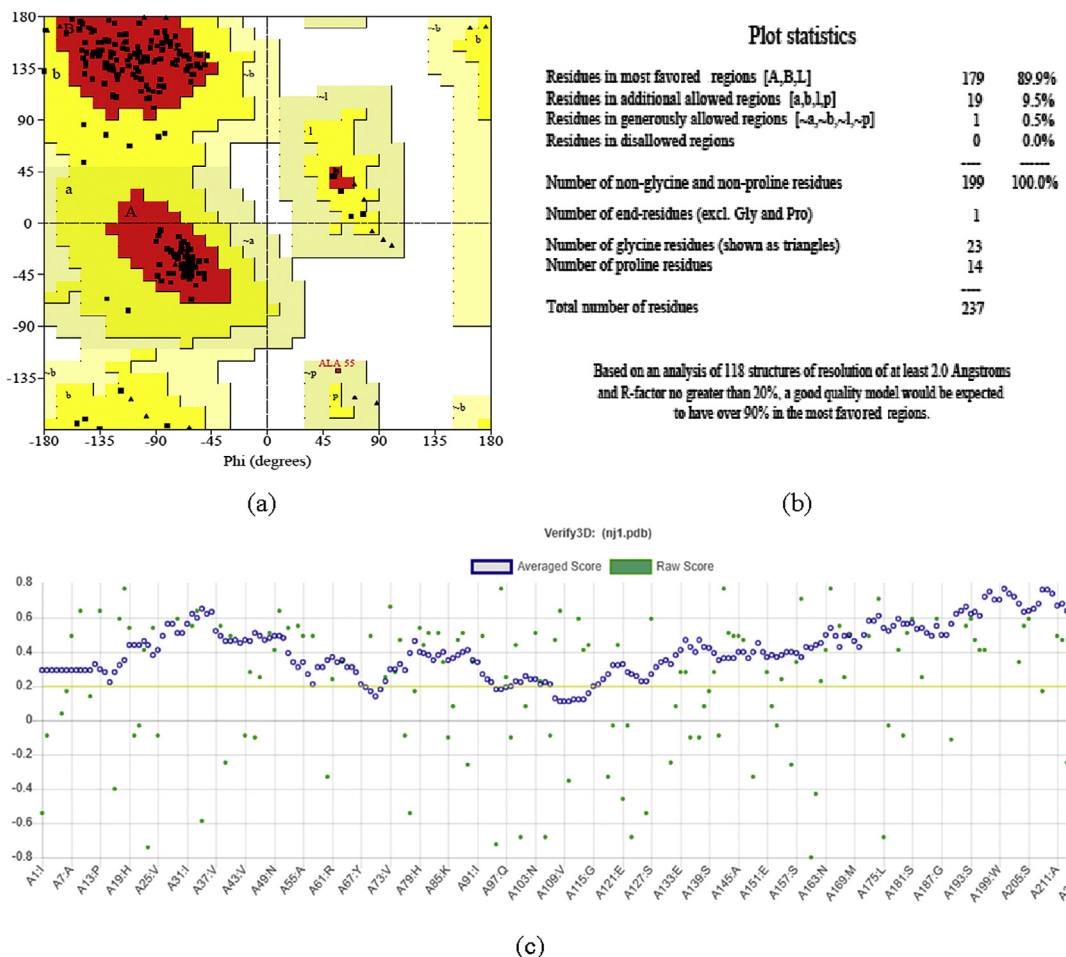 180
135
90
45
0
-45
-90
-135
-180 -135 -90 -45 0 45 90 135 180
Phi (degrees)
B
b
~b
~b
b
~l
l
a
A
~a
ALA 55
~b
b
~p
p
~b
(a)
Plot statistics
Residues in most favored regions [A,B,L] 179 89.9%
Residues in additional allowed regions [a,b,l,p] 19 9.5%
Residues in generously allowed regions [~a,~b,~l,~p] 1 0.5%
Residues in disallowed regions 0 0.0%
---- ------
Number of non-glycine and non-proline residues 199 100.0%
Number of end-residues (excl. Gly and Pro) 1
Number of glycine residues (shown as triangles) 23
Number of proline residues 14
----
Total number of residues 237
Based on an analysis of 118 structures of resolution of at least 2.0 Angstroms
and R-factor no greater than 20%, a good quality model would be expected
to have over 90% in the most favored regions.
(b)
Verify3D: (nj1.pdb)
Averaged Score Raw Score
0.8
0.6
0.4
0.2
0
-0.2
-0.4
-0.6
-0.8
A1:I A7:A A13:P A19:H A25:V A31:I A37:V A43:V A49:N A55:A A61:R A67:Y A73:V A79:H A85:K A91:I A97:Q A103:N A109:V A115:G A121:E A127:S A133:E A139:S A145:A A151:E A157:S A163:N A169:M A175:L A181:S A187:G A193:S A199:W A205:S A211:A
(c)